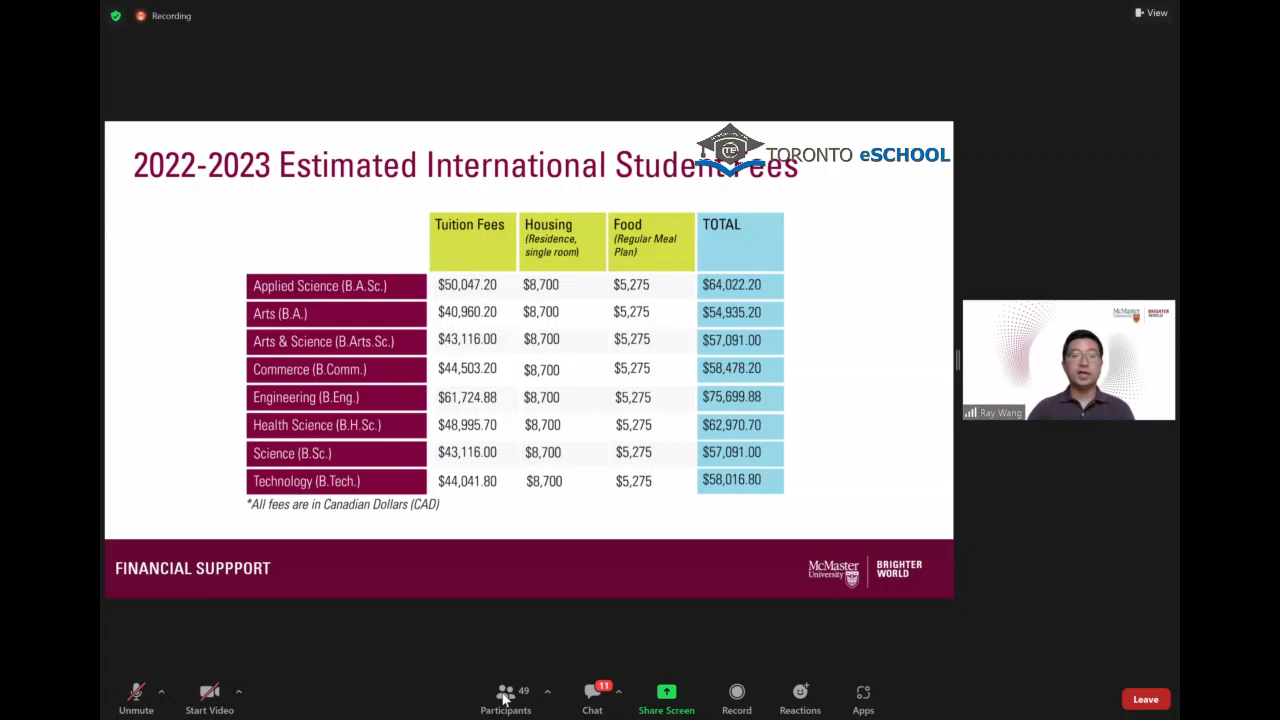 Recording
View
2022-2023 Estimated International Student Fees
TE
TORONTO eSCHOOL
Tuition Fees
Housing
(Residence,
single room)
Food
(Regular Meal
Plan)
TOTAL
Applied Science (B.A.Sc.) $50,047.20 $8,700 $5,275 $64,022.20
Arts (B.A.) $40,960.20 $8,700 $5,275 $54,935.20
Arts & Science (B.Arts.Sc.) $43,116.00 $8,700 $5,275 $57,091.00
Commerce (B.Comm.) $44,503.20 $8,700 $5,275 $58,478.20
Engineering (B.Eng.) $61,724.88 $8,700 $5,275 $75,699.88
Health Science (B.H.Sc.) $48,995.70 $8,700 $5,275 $62,970.70
Science (B.Sc.) $43,116.00 $8,700 $5,275 $57,091.00
Technology (B.Tech.) $44,041.80 $8,700 $5,275 $58,016.80
*All fees are in Canadian Dollars (CAD)
FINANCIAL SUPPPORT
McMaster
University
BRIGHTER
WORLD
McMaster
University
BRIGHTER
WORLD
Ray Wang
Unmute
Start Video
49
Participants
11
Chat
Share Screen
Record
Reactions
Apps
Leave